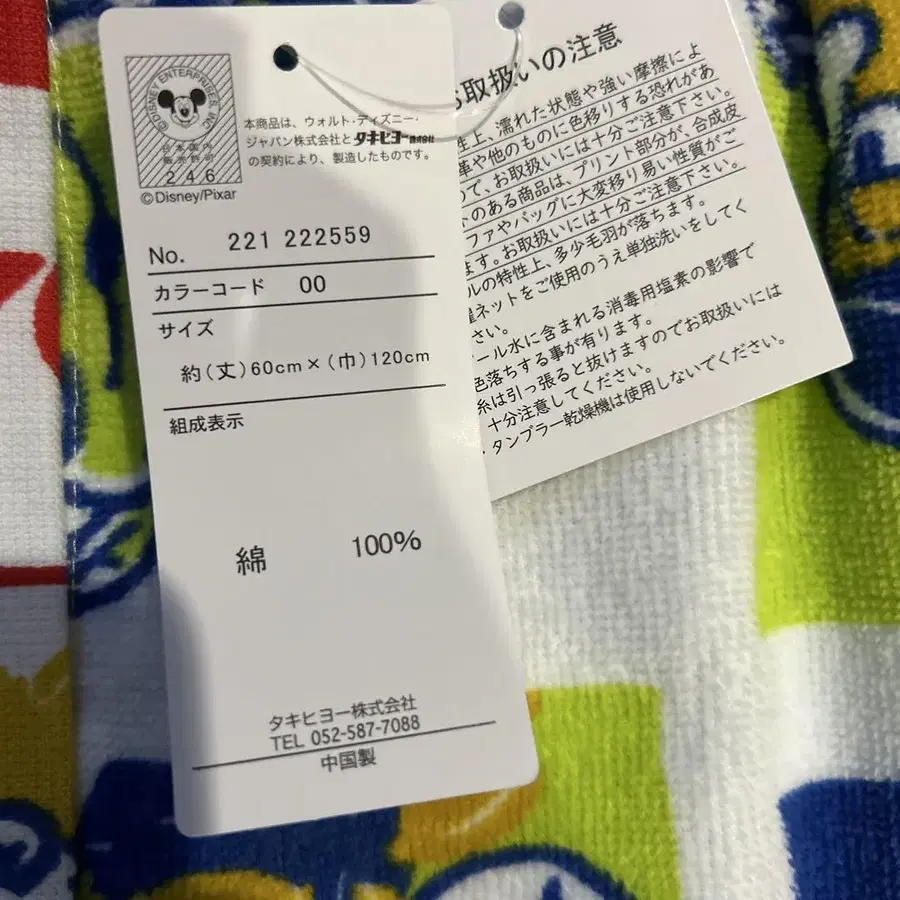 DISNEY ENTERPRISES, INC
日本国内
販売許可
246
©Disney/Pixar
本商品は、ウォルト・ディズニー・
ジャパン株式会社とタキヒヨー株式会社
の契約により、製造したものです。
No. 221 222559
カラーコード 00
サイズ
約(丈)60cm×(巾)120cm
組成表示
綿 100%
タキヒヨー株式会社
TEL 052-587-7088
中国製
お取扱いの注意
性上、濡れた状態や強い摩擦によ
革や他のものに色移りする恐れがあ
で、お取扱いには十分ご注意下さい。
のある商品は、プリント部分が、合成皮
ファやバッグに大変移り易い性質がご
ます。お取扱いには十分ご注意下さい。
ルの特性上、多少毛羽が落ちます。
ネットをご使用のうえ単独洗いをしてく
さい。
ール水に含まれる消毒用塩素の影響で
色落ちする事が有ります。
糸は引っ張ると抜けますのでお取扱いには
十分注意してください。
・タンブラー乾燥機は使用しないでください。